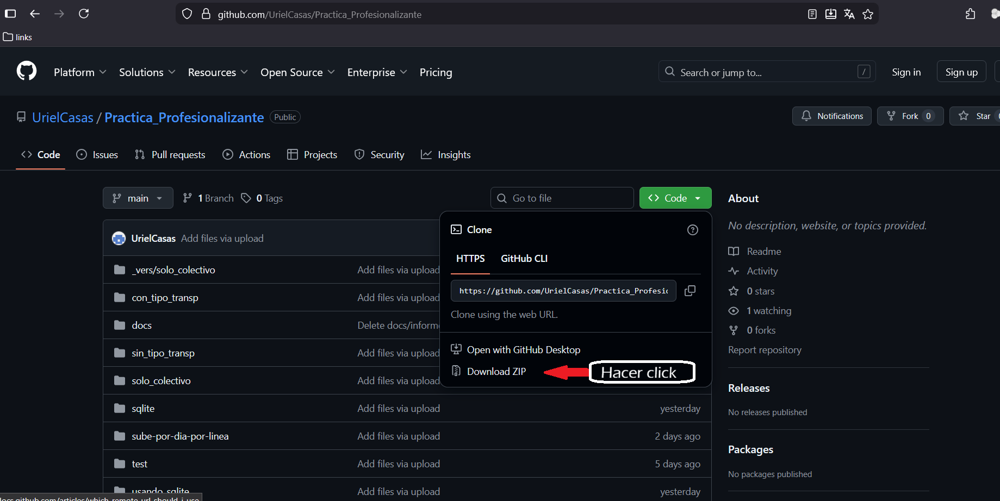 github.com/UrielCasas/Practica_Profesionalizante
links
Platform Solutions Resources Open Source Enterprise Pricing Search or jump to... / Sign in Sign up
UrielCasas / Practica_Profesionalizante Public Notifications Fork 0 Star
Code Issues Pull requests Actions Projects Security Insights
main 1 Branch 0 Tags Go to file Code
UrielCasas Add files via upload
_vers/solo_colectivo Add files via upload
con_tipo_transp Add files via upload
docs Delete docs/inform
sin_tipo_transp Add files via upload
solo_colectivo Add files via upload
sqlite Add files via upload yesterday
sube-por-dia-por-linea Add files via upload 2 days ago
test Add files via upload 5 days ago
usando_sqlite Add files via upload yesterday
Clone
HTTPS GitHub CLI
https://github.com/UrielCasas/Practica_Profesio
Clone using the web URL.
Open with GitHub Desktop
Download ZIP Hacer click
About
No description, website, or topics provided.
Readme
Activity
0 stars
1 watching
0 forks
Report repository
Releases
No releases published
Packages
No packages published
docs.github.com/articles/which-remote-url-should-i-use